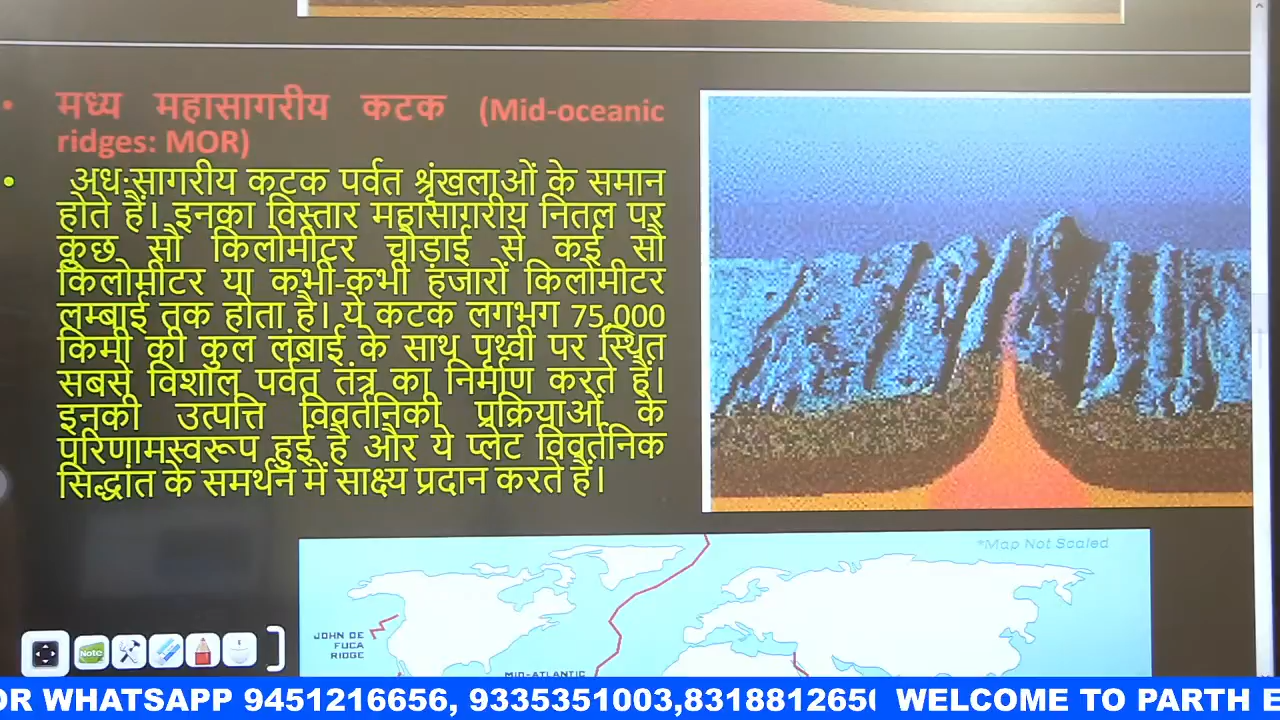 मध्य महासागरीय कटक (Mid-oceanic
ridges: MOR)
अधःसागरीय कटक पर्वत श्रृंखलाओं के समान
होते हैं। इनका विस्तार महासागरीय नितल पर
कुछ सौ किलोमीटर चौड़ाई से कई सौ
किलोमीटर या कभी-कभी हजारों किलोमीटर
लम्बाई तक होता है। ये कटक लगभग 75,000
किमी की कुल लंबाई के साथ पृथ्वी पर स्थित
सबसे विशाल पर्वत तंत्र का निर्माण करते हैं।
इनकी उत्पत्ति विवर्तनिकी प्रक्रियाओं के
परिणामस्वरूप हुई है और ये प्लेट विवर्तनिक
सिद्धांत के समर्थन में साक्ष्य प्रदान करते हैं।
*Map Not Scaled
JOHN DE
FUCA
RIDGE
MID-ATLANTIC
Note
OR WHATSAPP 9451216656, 9335351003,8318812650 WELCOME TO PARTH E